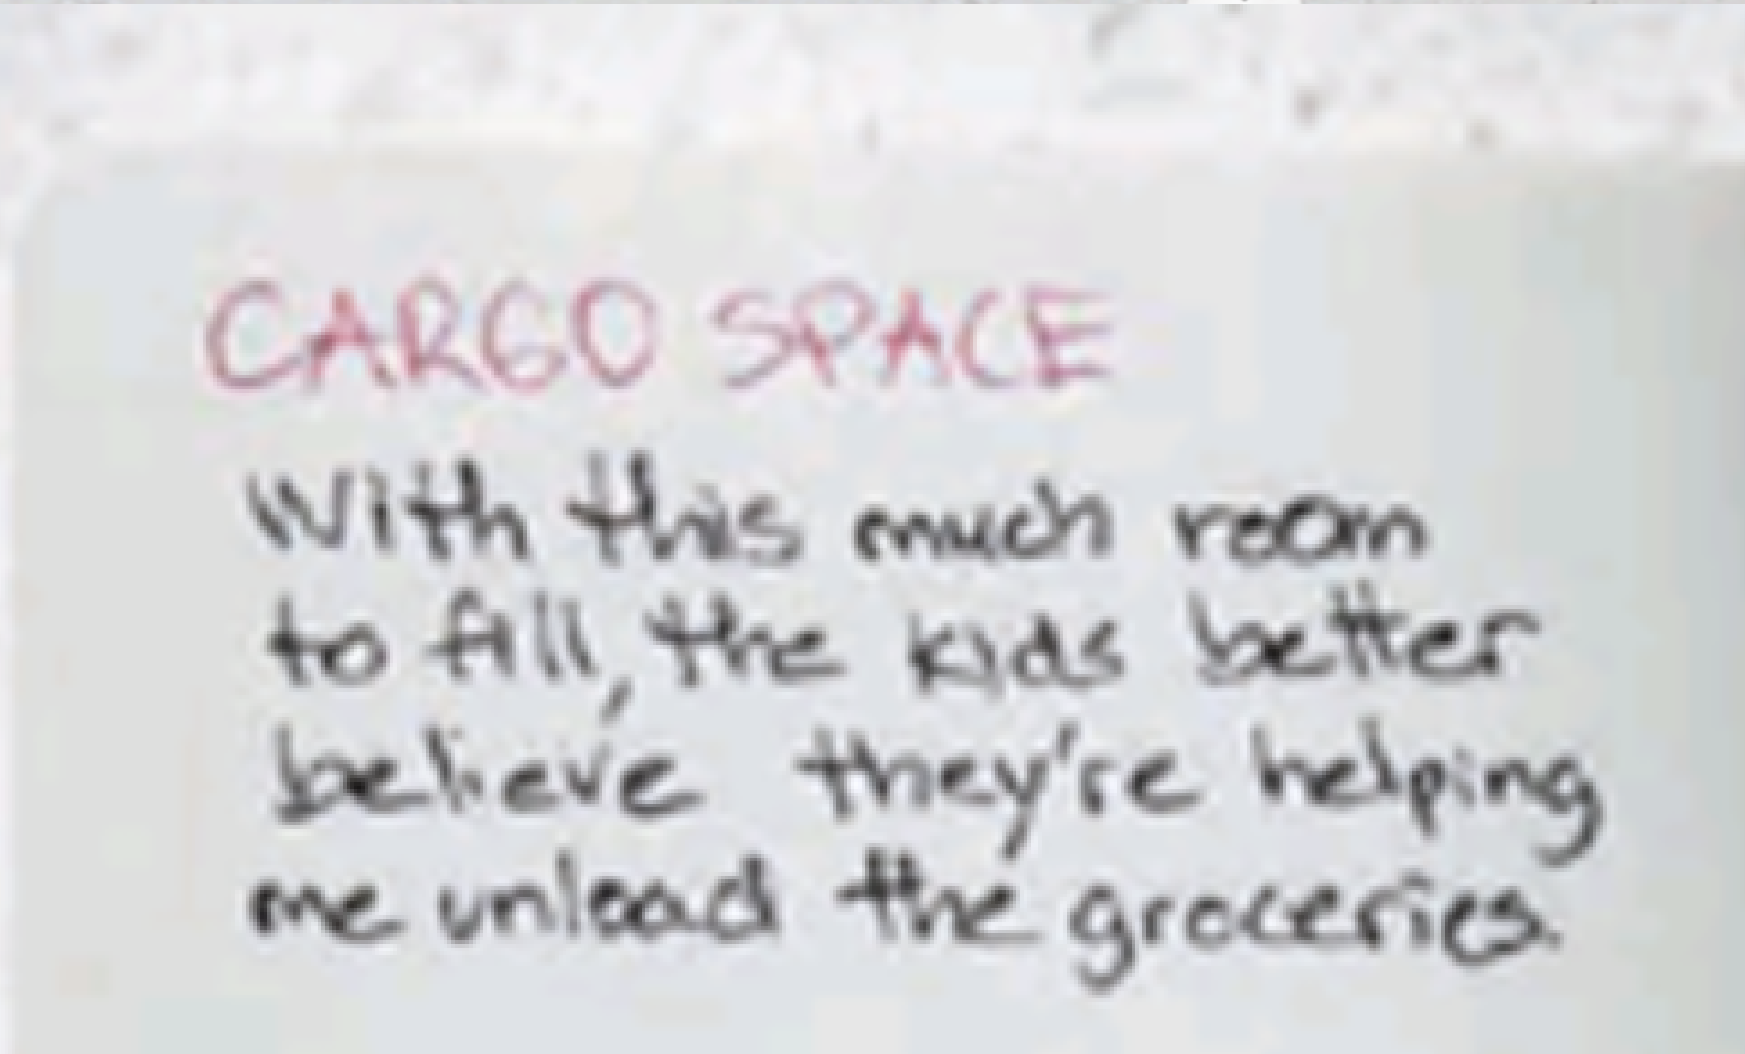 CARGO SPACE
With this much room
to fill, the kids better
believe they're helping
me unload the groceries.